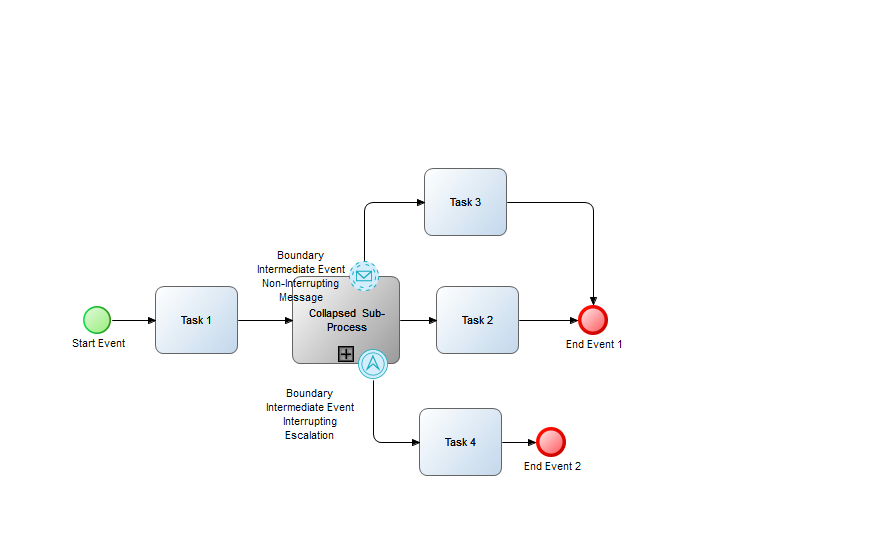 Task 3
Boundary
Intermediate Event
Non-Interrupting
Message
Start Event
Task 1
Collapsed Sub-
Process
Task 2
End Event 1
Boundary
Intermediate Event
Interrupting
Escalation
Task 4
End Event 2